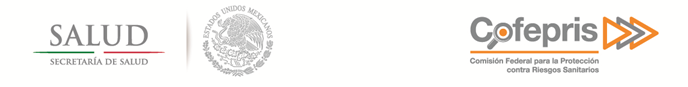 SALUD
SECRETARÍA DE SALUD
ESTADOS UNIDOS MEXICANOS
Cofepris
Comisión Federal para la Protección
contra Riesgos Sanitarios